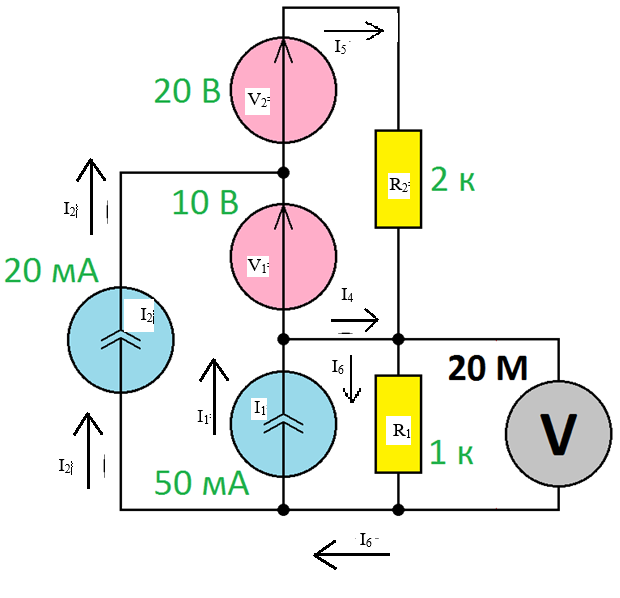 I5
20 В
V2=
R2=
2 к
10 В
I2
V1=
20 мА
I2
I4
20 М
I6
I1=
I1
R1
V
1 к
I2
50 мА
I6